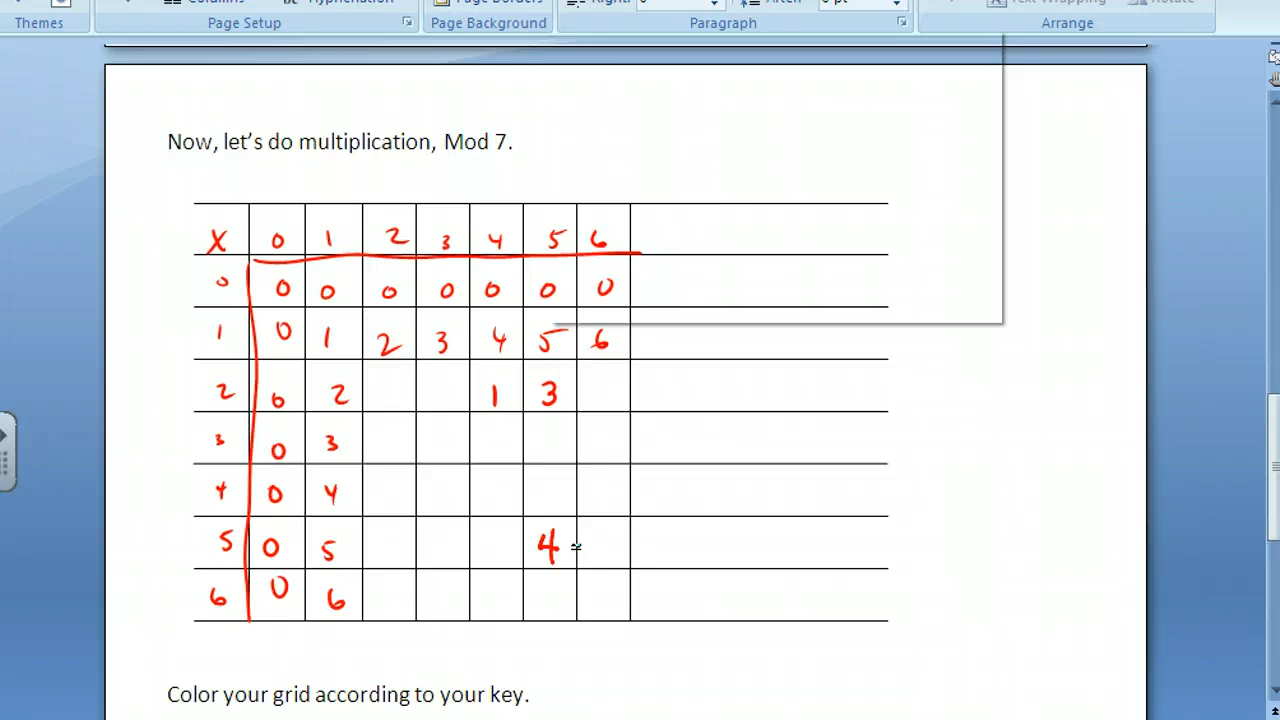 Themes Page Setup Page Background Paragraph Arrange
Now, let's do multiplication, Mod 7.
X 0 1 2 3 4 5 6
0 0 0 0 0 0 0 0
1 0 1 2 3 4 5 6
2 0 2 1 3
3 0 3
4 0 4
5 0 5 4
6 0 6
Color your grid according to your key.